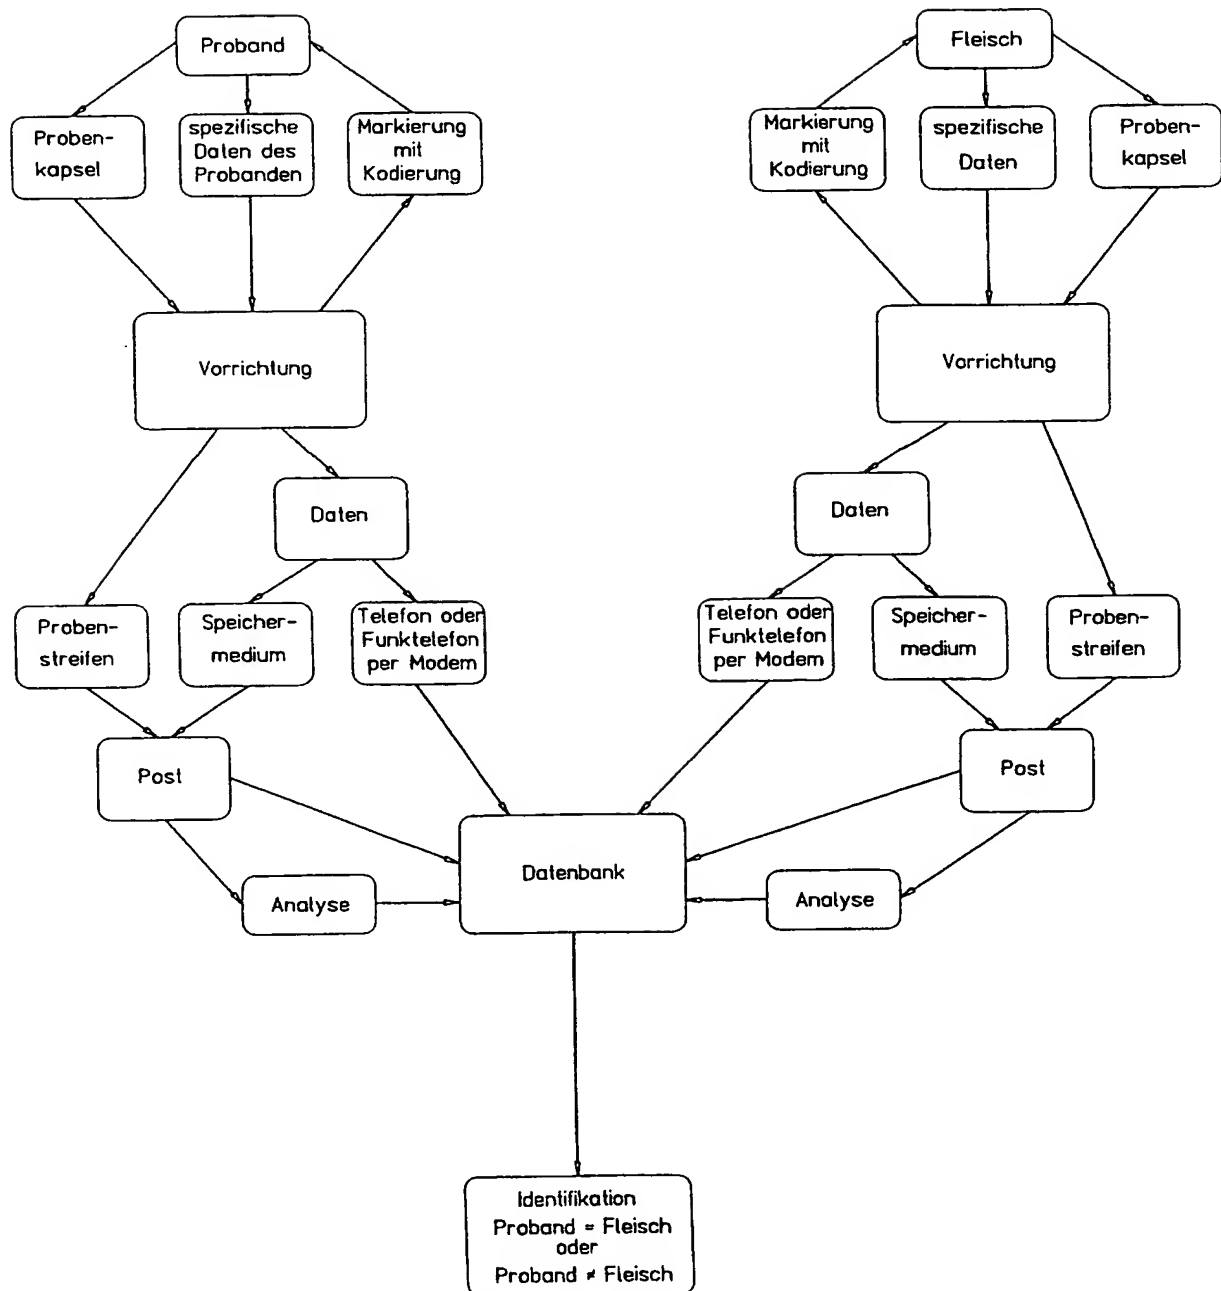 Proband
Fleisch
Proben-
kapsel
spezifische
Daten des
Probanden
Markierung
mit
Kodierung
Markierung
mit
Kodierung
spezifische
Daten
Proben-
kapsel
Vorrichtung
Vorrichtung
Daten
Daten
Proben-
streifen
Speicher-
medium
Telefon oder
Funktelefon
per Modem
Telefon oder
Funktelefon
per Modem
Speicher-
medium
Proben-
streifen
Post
Post
Datenbank
Analyse
Analyse
Identifikation
Proband = Fleisch
oder
Proband ≠ Fleisch